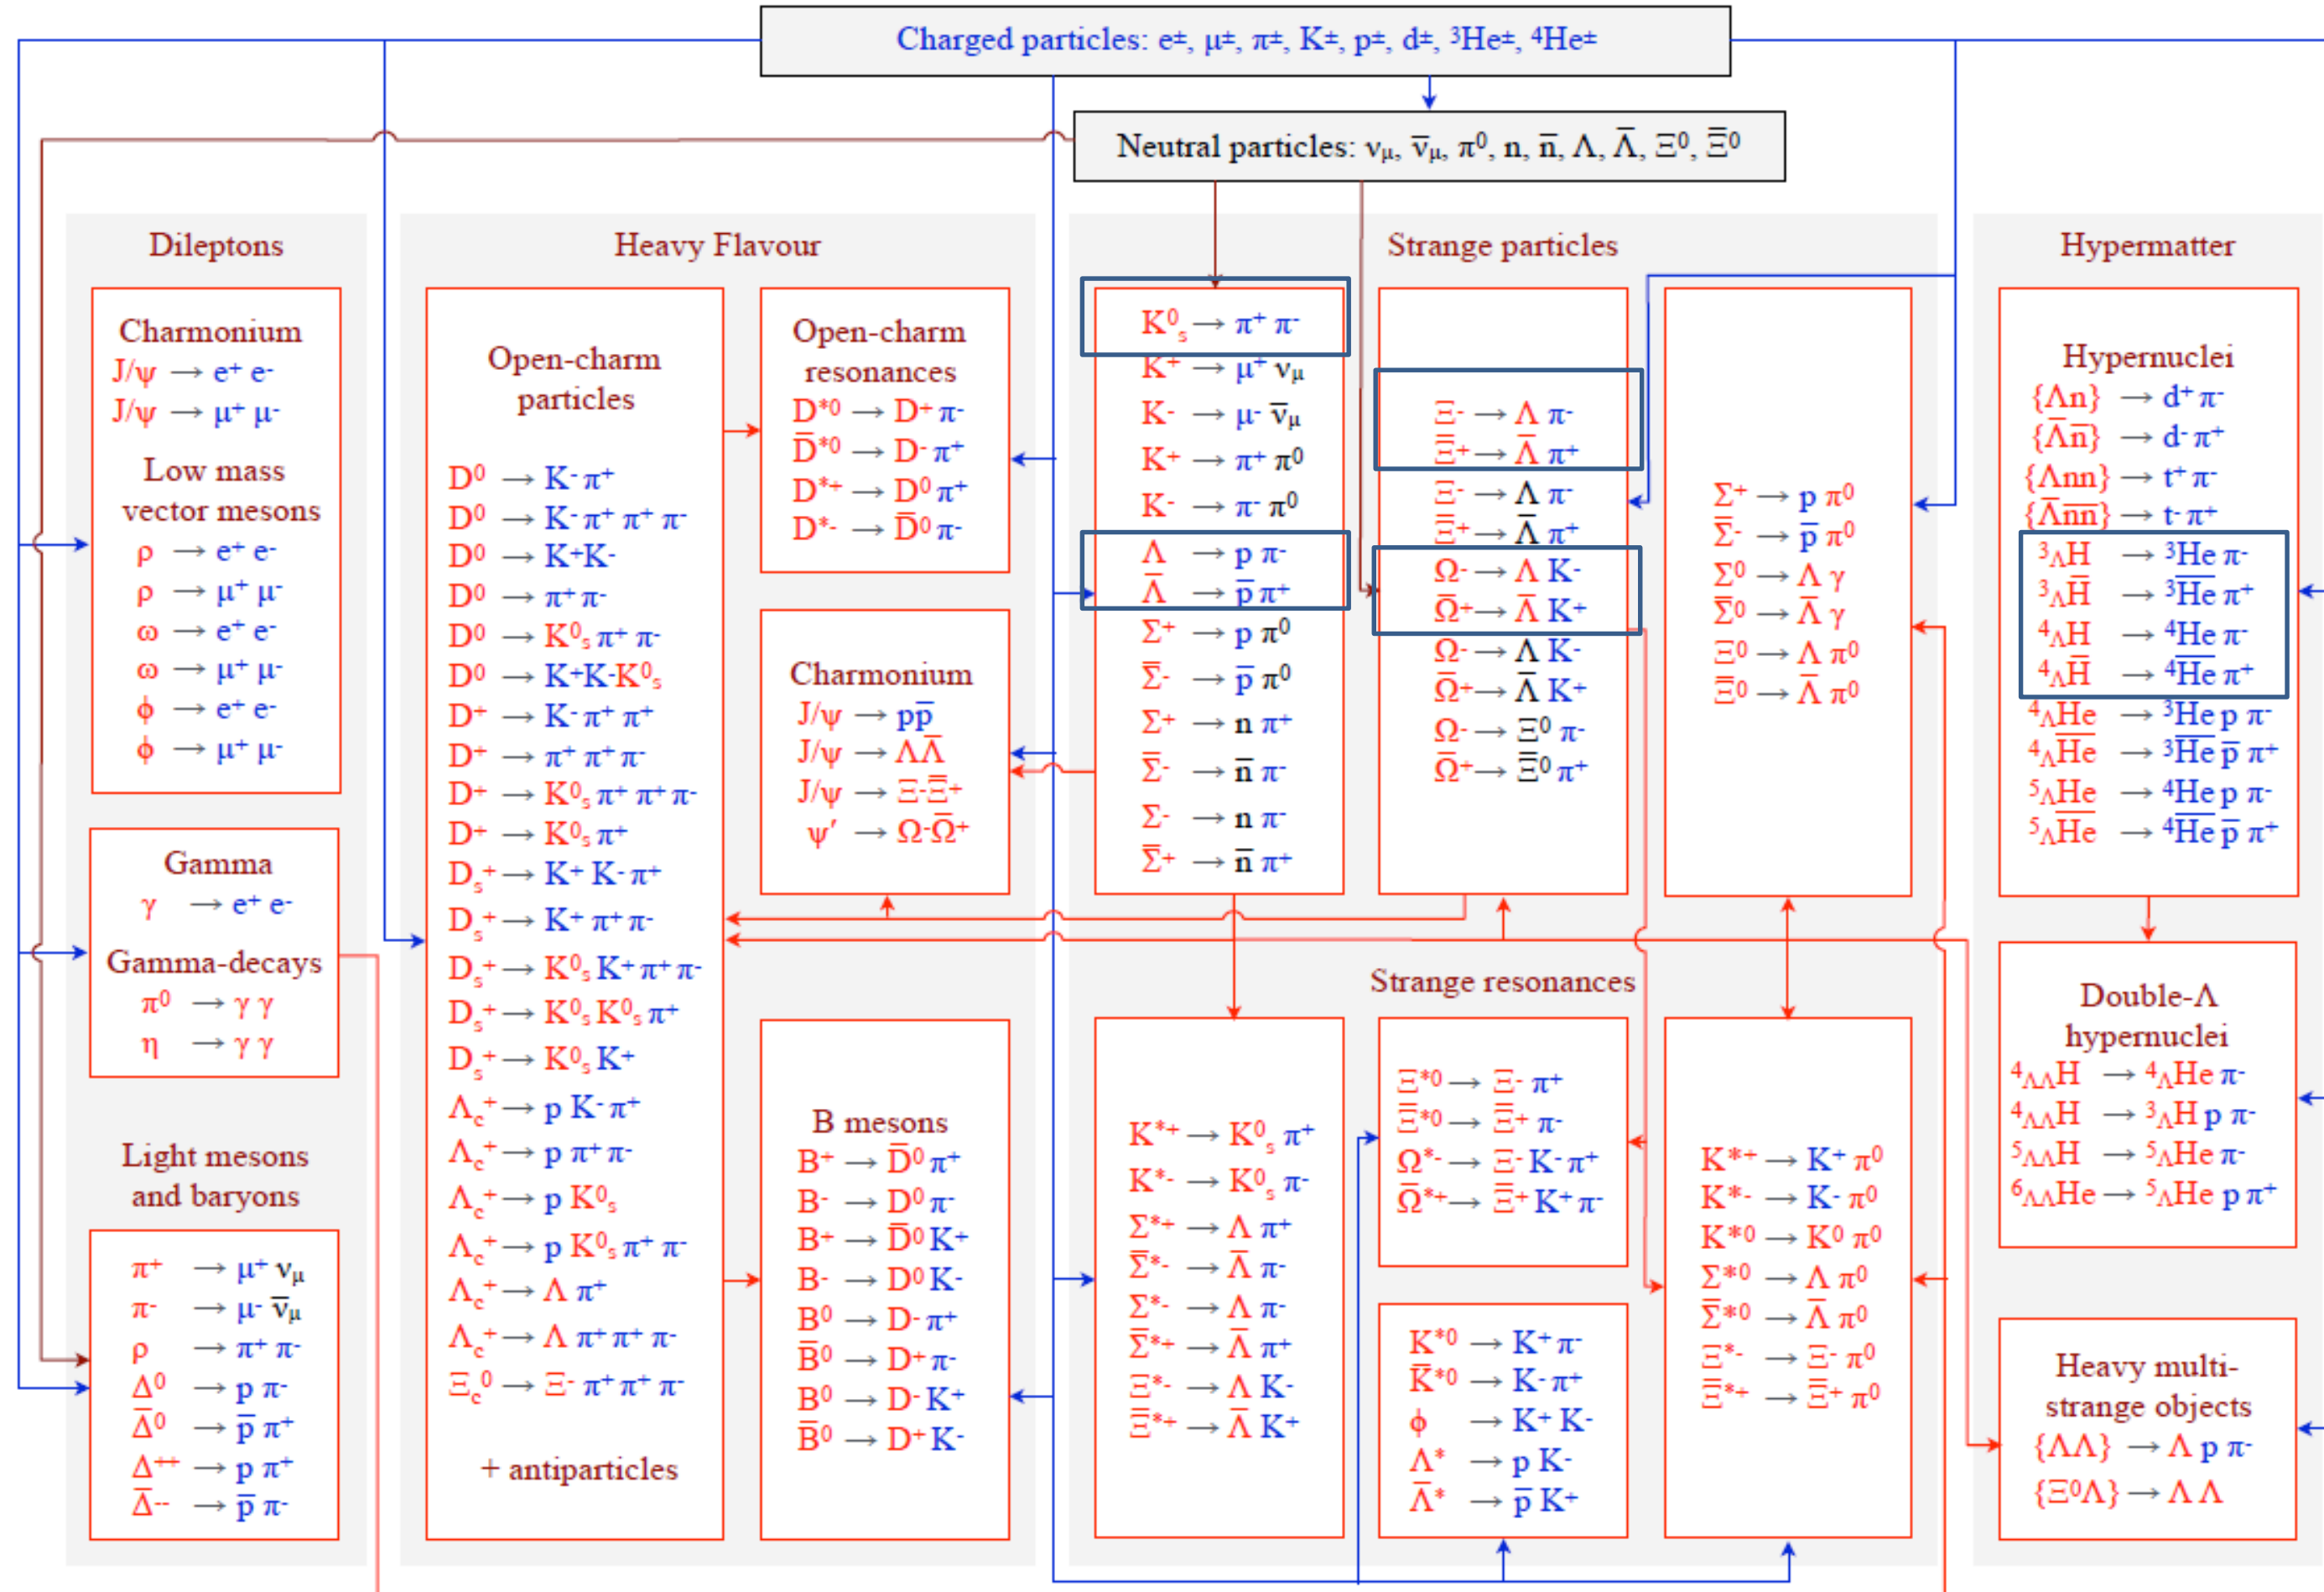 Charged particles: e±, μ±, π±, K±, p±, d±, ³He±, ⁴He±
Neutral particles: νμ, ν̅μ, π⁰, n, n̅, Λ, Λ̅, Ξ⁰, Ξ̅⁰
Dileptons
Charmonium
J/ψ → e⁺ e⁻
J/ψ → μ⁺ μ⁻
Low mass
vector mesons
ρ → e⁺ e⁻
ρ → μ⁺ μ⁻
ω → e⁺ e⁻
ω → μ⁺ μ⁻
ϕ → e⁺ e⁻
ϕ → μ⁺ μ⁻
Gamma
γ → e⁺ e⁻
Gamma-decays
π⁰ → γ γ
η → γ γ
Light mesons
and baryons
π⁺ → μ⁺ νμ
π⁻ → μ⁻ ν̅μ
ρ → π⁺ π⁻
Δ⁰ → p π⁻
Δ̅⁰ → p̅ π⁺
Δ⁺⁺ → p π⁺
Δ̅⁻⁻ → p̅ π⁻
Heavy Flavour
Open-charm
particles
D⁰ → K⁻ π⁺
D⁰ → K⁻ π⁺ π⁺ π⁻
D⁰ → K⁺K⁻
D⁰ → π⁺ π⁻
D⁰ → K⁰ₛ π⁺ π⁻
D⁰ → K⁺K⁻K⁰ₛ
D⁺ → K⁻ π⁺ π⁺
D⁺ → π⁺ π⁺ π⁻
D⁺ → K⁰ₛ π⁺ π⁺ π⁻
D⁺ → K⁰ₛ π⁺
Dₛ⁺ → K⁺ K⁻ π⁺
Dₛ⁺ → K⁺ π⁺ π⁻
Dₛ⁺ → K⁰ₛ K⁺ π⁺ π⁻
Dₛ⁺ → K⁰ₛ K⁰ₛ π⁺
Dₛ⁺ → K⁰ₛ K⁺
Λc⁺ → p K⁻ π⁺
Λc⁺ → p π⁺ π⁻
Λc⁺ → p K⁰ₛ
Λc⁺ → p K⁰ₛ π⁺ π⁻
Λc⁺ → Λ π⁺
Λc⁺ → Λ π⁺ π⁺ π⁻
Ξc⁰ → Ξ⁻ π⁺ π⁺ π⁻
+ antiparticles
Open-charm
resonances
D*⁰ → D⁺ π⁻
D̅*⁰ → D⁻ π⁺
D*⁺ → D⁰ π⁺
D*⁻ → D̅⁰ π⁻
Charmonium
J/ψ → pp̅
J/ψ → ΛΛ̅
J/ψ → Ξ⁻Ξ̅⁺
ψ′ → Ω⁻Ω̅⁺
B mesons
B⁺ → D̅⁰ π⁺
B⁻ → D⁰ π⁻
B⁺ → D̅⁰ K⁺
B⁻ → D⁰ K⁻
B⁰ → D⁻ π⁺
B̅⁰ → D⁺ π⁻
B⁰ → D⁻ K⁺
B̅⁰ → D⁺ K⁻
Strange particles
K⁰ₛ → π⁺ π⁻
K⁺ → μ⁺ νμ
K⁻ → μ⁻ ν̅μ
K⁺ → π⁺ π⁰
K⁻ → π⁻ π⁰
Λ → p π⁻
Λ̅ → p̅ π⁺
Σ⁺ → p π⁰
Σ̅⁻ → p̅ π⁰
Σ⁺ → n π⁺
Σ̅⁻ → n̅ π⁻
Σ⁻ → n π⁻
Σ̅⁺ → n̅ π⁺
Ξ⁻ → Λ π⁻
Ξ̅⁺ → Λ̅ π⁺
Ξ⁻ → Λ π⁻
Ξ̅⁺ → Λ̅ π⁺
Ω⁻ → Λ K⁻
Ω̅⁺ → Λ̅ K⁺
Ω⁻ → Λ K⁻
Ω̅⁺ → Λ̅ K⁺
Ω⁻ → Ξ⁰ π⁻
Ω̅⁺ → Ξ̅⁰ π⁺
Σ⁺ → p π⁰
Σ̅⁻ → p̅ π⁰
Σ⁰ → Λ γ
Σ̅⁰ → Λ̅ γ
Ξ⁰ → Λ π⁰
Ξ̅⁰ → Λ̅ π⁰
Strange resonances
K*⁺ → K⁰ₛ π⁺
K*⁻ → K⁰ₛ π⁻
Σ*⁺ → Λ π⁺
Σ̅*⁻ → Λ̅ π⁻
Σ*⁻ → Λ π⁻
Σ̅*⁺ → Λ̅ π⁺
Ξ*⁻ → Λ K⁻
Ξ̅*⁺ → Λ̅ K⁺
Ξ*⁰ → Ξ⁻ π⁺
Ξ̅*⁰ → Ξ̅⁺ π⁻
Ω*⁻ → Ξ⁻ K⁻ π⁺
Ω̅*⁺ → Ξ̅⁺ K⁺ π⁻
K*⁰ → K⁺ π⁻
K̅*⁰ → K⁻ π⁺
ϕ → K⁺ K⁻
Λ* → p K⁻
Λ̅* → p̅ K⁺
K*⁺ → K⁺ π⁰
K*⁻ → K⁻ π⁰
K*⁰ → K⁰ π⁰
Σ*⁰ → Λ π⁰
Σ̅*⁰ → Λ̅ π⁰
Ξ*⁻ → Ξ⁻ π⁰
Ξ̅*⁺ → Ξ̅⁺ π⁰
Hypermatter
Hypernuclei
{Λn} → d⁺ π⁻
{Λ̅n̅} → d⁻ π⁺
{Λnn} → t⁺ π⁻
{Λ̅n̅n̅} → t⁻ π⁺
³ΛH → ³He π⁻
³ΛH̅ → ³H̅e̅ π⁺
⁴ΛH → ⁴He π⁻
⁴ΛH̅ → ⁴H̅e̅ π⁺
⁴ΛHe → ³He p π⁻
⁴ΛH̅e̅ → ³H̅e̅ p̅ π⁺
⁵ΛHe → ⁴He p π⁻
⁵ΛH̅e̅ → ⁴H̅e̅ p̅ π⁺
Double-Λ
hypernuclei
⁴ΛΛH → ⁴ΛHe π⁻
⁴ΛΛH → ³ΛH p π⁻
⁵ΛΛH → ⁵ΛHe π⁻
⁶ΛΛHe → ⁵ΛHe p π⁺
Heavy multi-
strange objects
{ΛΛ} → Λ p π⁻
{Ξ⁰Λ} → Λ Λ